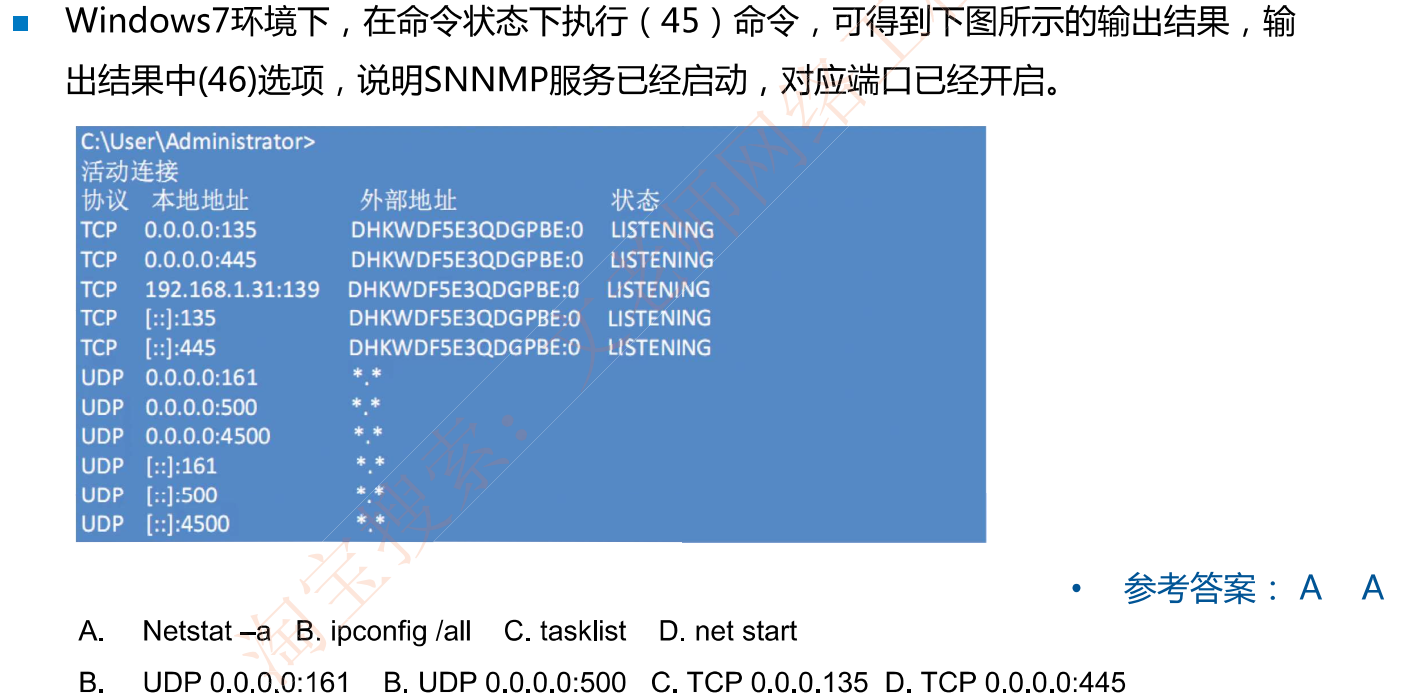 Windows7环境下，在命令状态下执行（45）命令，可得到下图所示的输出结果，输
出结果中(46)选项，说明SNNMP服务已经启动，对应端口已经开启。
C:\User\Administrator>
活动连接
协议 本地地址 外部地址 状态
TCP 0.0.0.0:135 DHKWDF5E3QDGPBE:0 LISTENING
TCP 0.0.0.0:445 DHKWDF5E3QDGPBE:0 LISTENING
TCP 192.168.1.31:139 DHKWDF5E3QDGPBE:0 LISTENING
TCP [::]:135 DHKWDF5E3QDGPBE:0 LISTENING
TCP [::]:445 DHKWDF5E3QDGPBE:0 LISTENING
UDP 0.0.0.0:161 *.*
UDP 0.0.0.0:500 *.*
UDP 0.0.0.0:4500 *.*
UDP [::]:161 *.*
UDP [::]:500 *.*
UDP [::]:4500 *.*
• 参考答案： A A
A. Netstat –a B. ipconfig /all C. tasklist D. net start
B. UDP 0.0.0.0:161 B. UDP 0.0.0.0:500 C. TCP 0.0.0.135 D. TCP 0.0.0.0:445